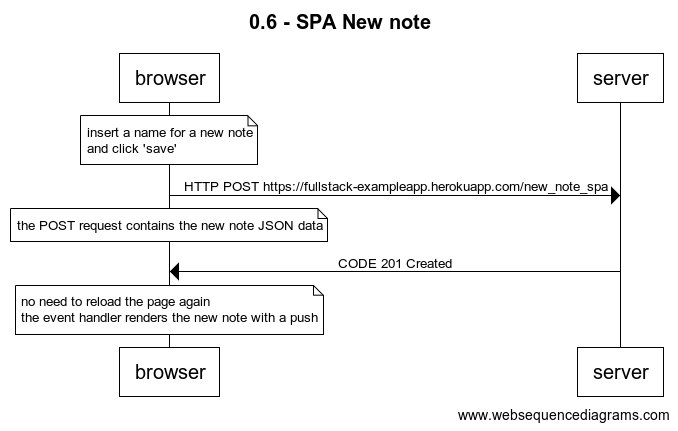 0.6 - SPA New note
browser
server
insert a name for a new note
and click 'save'
HTTP POST https://fullstack-exampleapp.herokuapp.com/new_note_spa
the POST request contains the new note JSON data
CODE 201 Created
no need to reload the page again
the event handler renders the new note with a push
browser
server
www.websequencediagrams.com